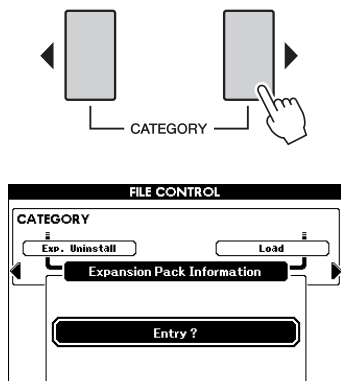 CATEGORY
FILE CONTROL
CATEGORY
Exp. Uninstall Load
Expansion Pack Information
Entry ?